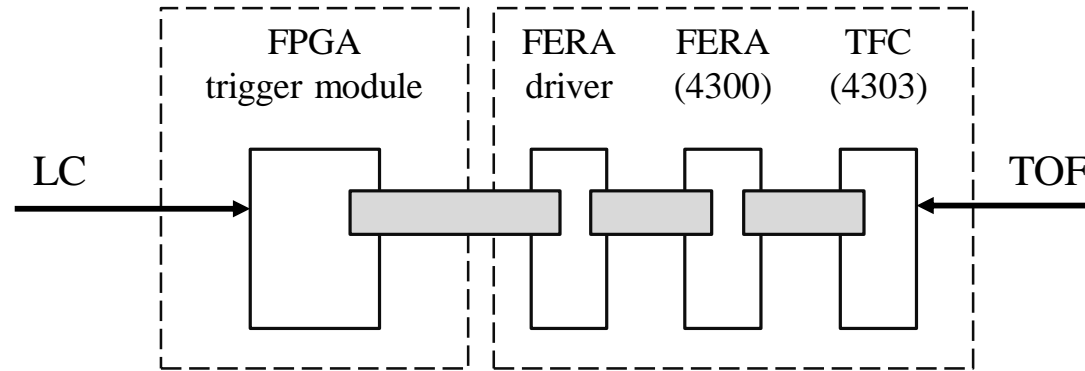 FPGA
trigger module
FERA
driver
FERA
(4300)
TFC
(4303)
LC
TOF